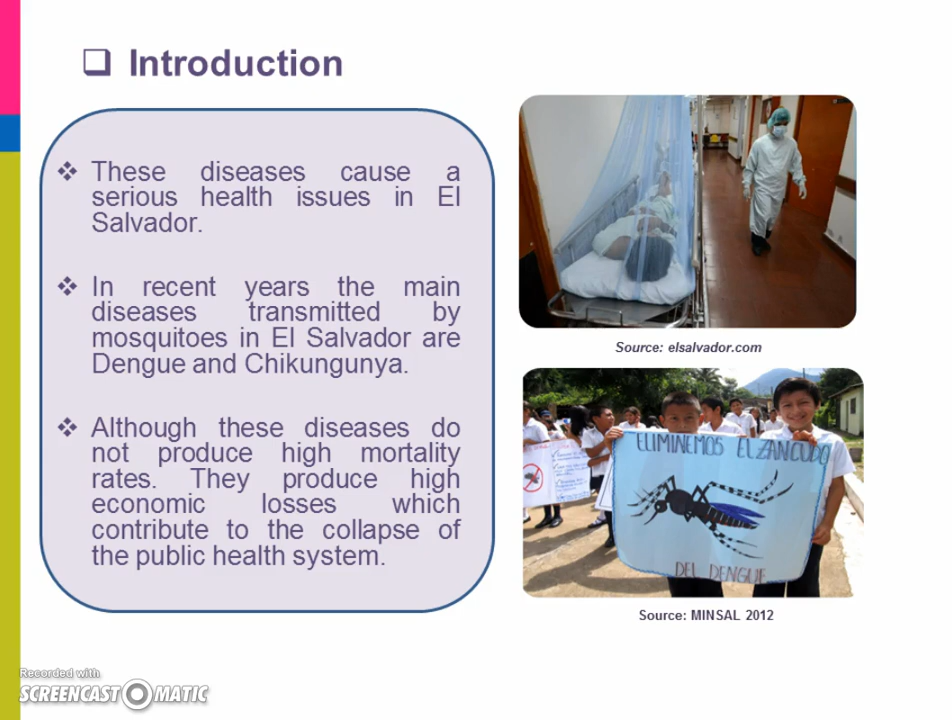 Introduction
These diseases cause a
serious health issues in El
Salvador.
In recent years the main
diseases transmitted by
mosquitoes in El Salvador are
Dengue and Chikungunya.
Although these diseases do
not produce high mortality
rates. They produce high
economic losses which
contribute to the collapse of
the public health system.
Source: elsalvador.com
ELIMINEMOS EL ZANCUDO
DEL DENGUE
Source: MINSAL 2012
Recorded with
SCREENCAST-O-MATIC